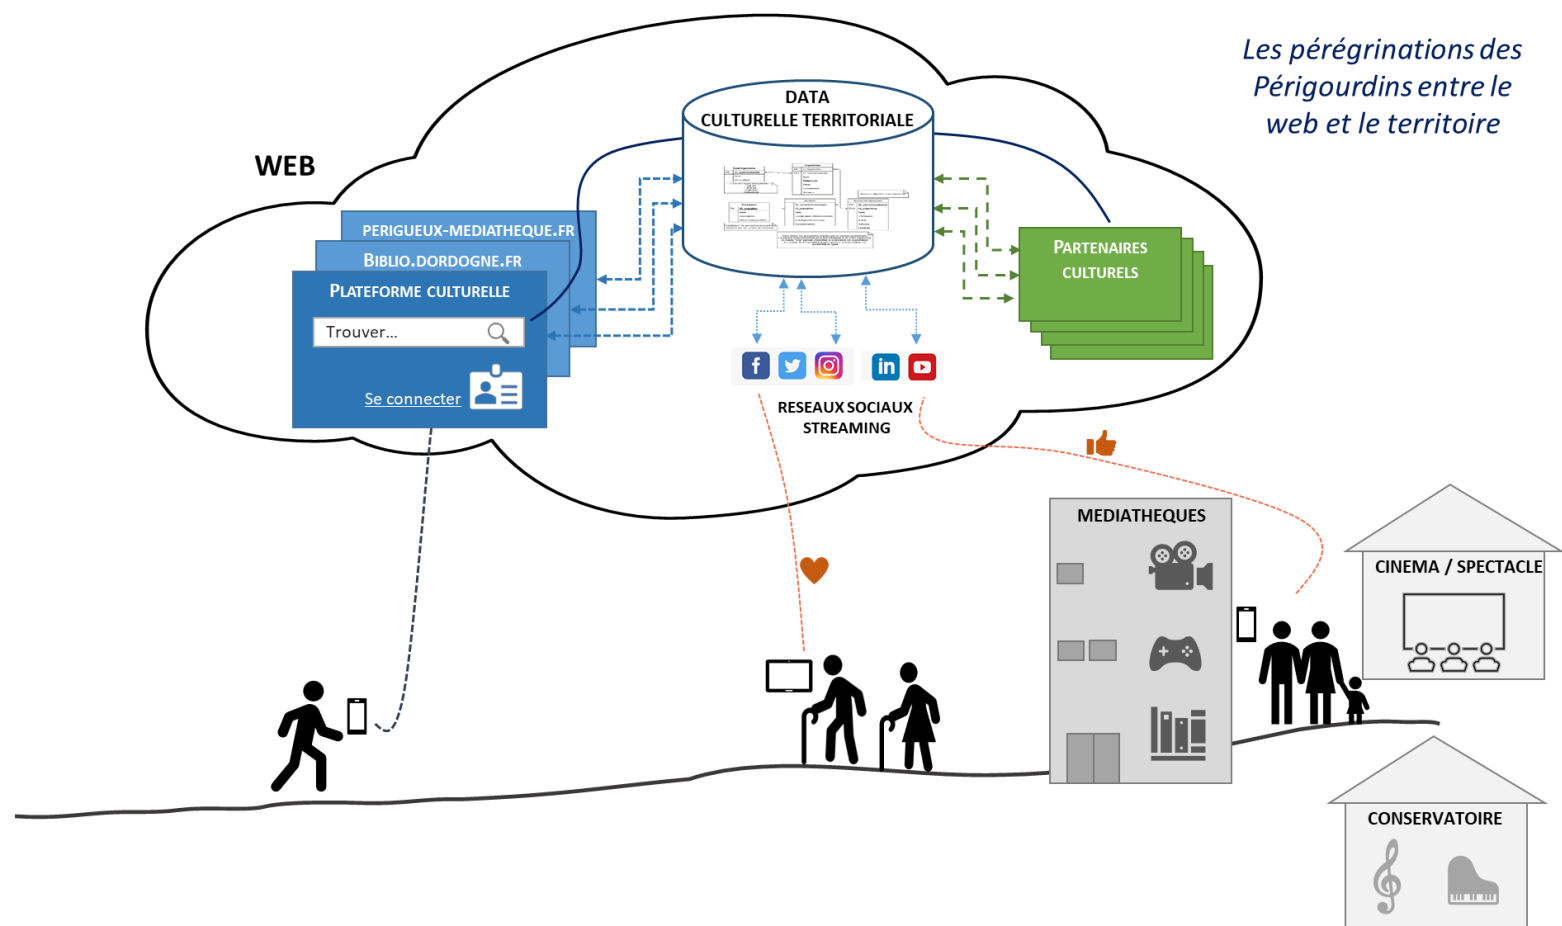 Les pérégrinations des
Périgourdins entre le
web et le territoire
WEB
DATA
CULTURELLE TERRITORIALE
PERIGUEUX-MEDIATHEQUE.FR
BIBLIO.DORDOGNE.FR
PLATEFORME CULTURELLE
Trouver...
Se connecter
PARTENAIRES
CULTURELS
RESEAUX SOCIAUX
STREAMING
MEDIATHEQUES
CINEMA / SPECTACLE
CONSERVATOIRE